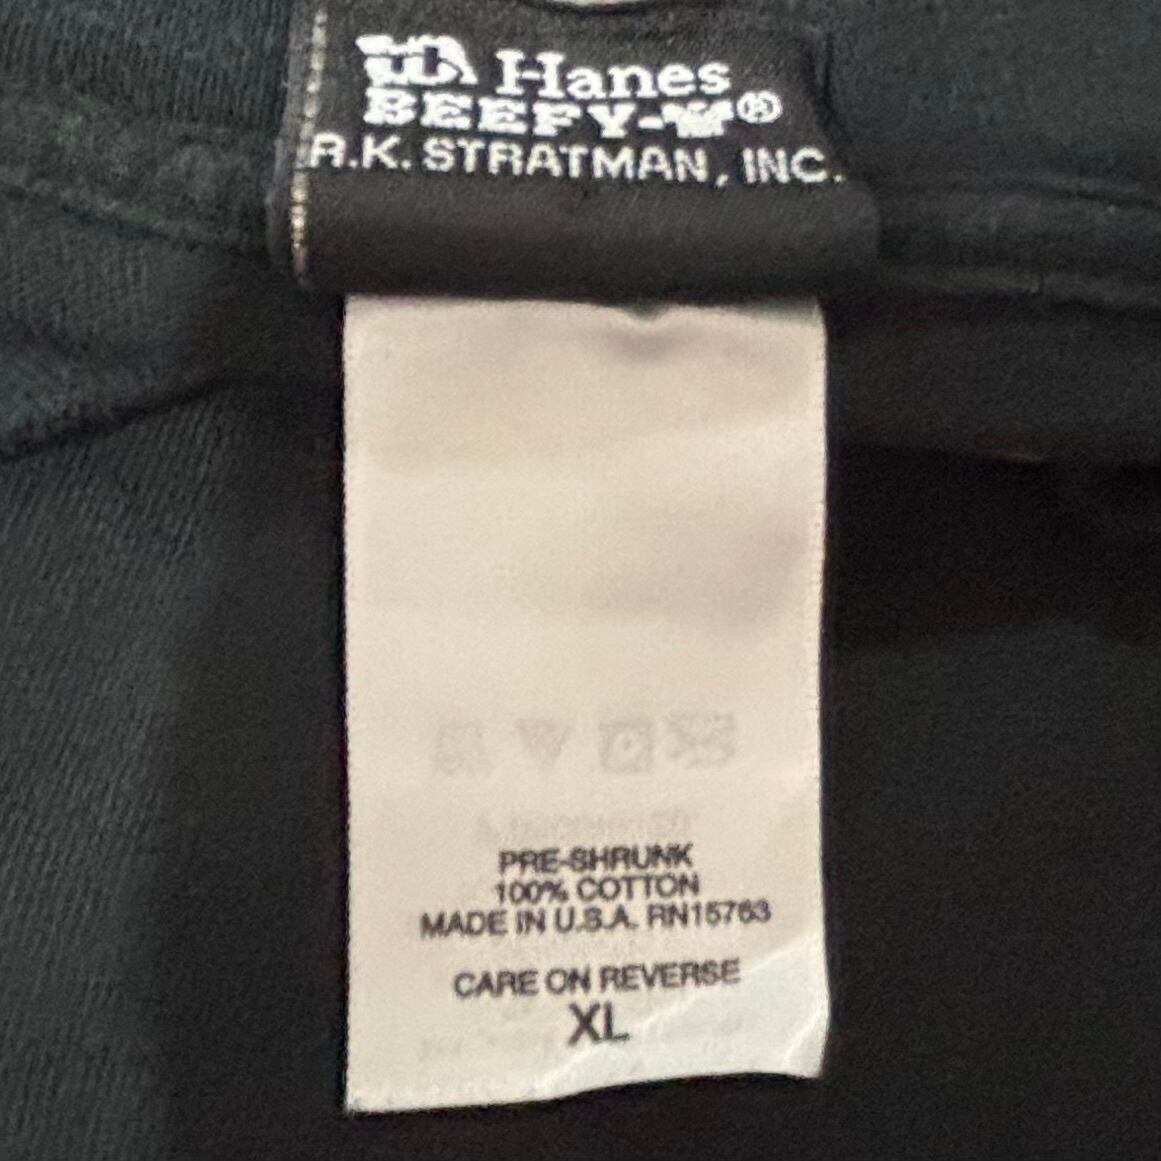 Hanes
BEEFY-T®
R.K. STRATMAN, INC.
PRE-SHRUNK
100% COTTON
MADE IN U.S.A. RN15763
CARE ON REVERSE
XL